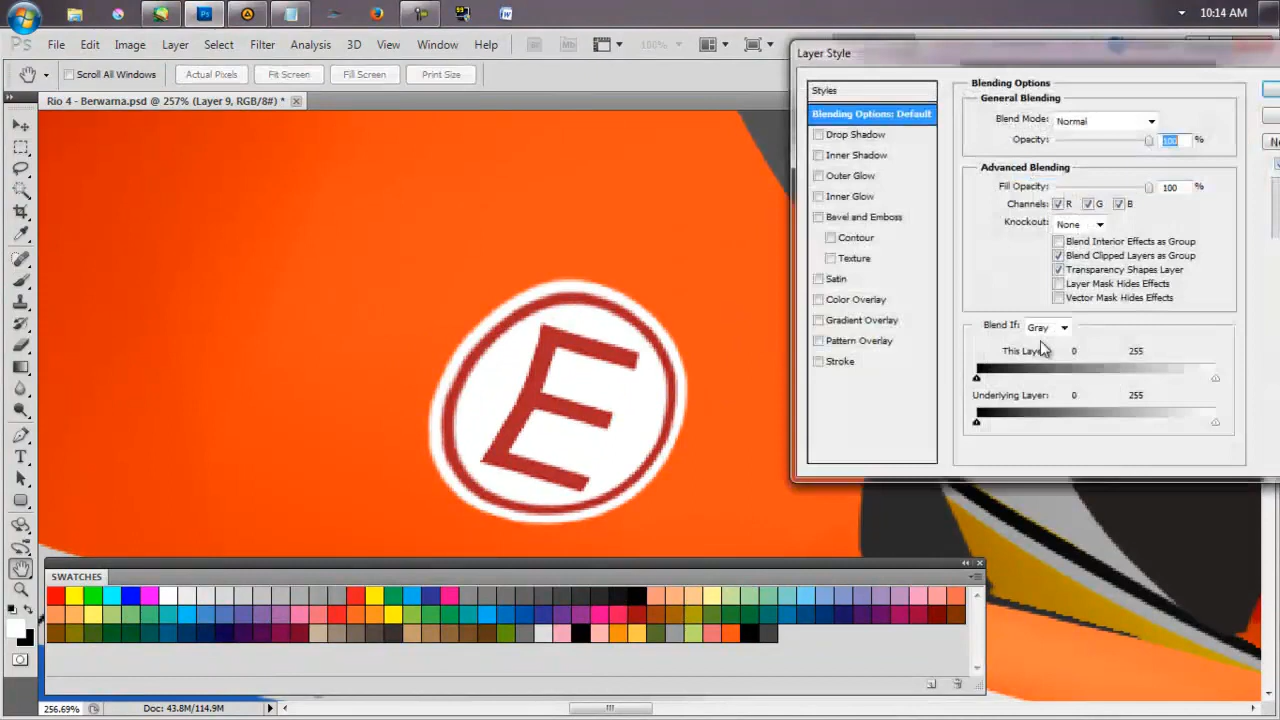 10:14 AM
Ps File Edit Image Layer Select Filter Analysis 3D View Window Help Br Mb
Scroll All Windows Actual Pixels Fit Screen Fill Screen Print Size
Rio 4 - Berwarna.psd @ 257% (Layer 9, RGB/8#) *
Layer Style
Styles
Blending Options: Default
Drop Shadow
Inner Shadow
Outer Glow
Inner Glow
Bevel and Emboss
Contour
Texture
Satin
Color Overlay
Gradient Overlay
Pattern Overlay
Stroke
Blending Options
General Blending
Blend Mode: Normal
Opacity: 100 %
Advanced Blending
Fill Opacity: 100 %
Channels: R G B
Knockout: None
Blend Interior Effects as Group
Blend Clipped Layers as Group
Transparency Shapes Layer
Layer Mask Hides Effects
Vector Mask Hides Effects
Blend If: Gray
This Layer: 0 255
Underlying Layer: 0 255
E
SWATCHES
256.69% Doc: 43.8M/114.9M